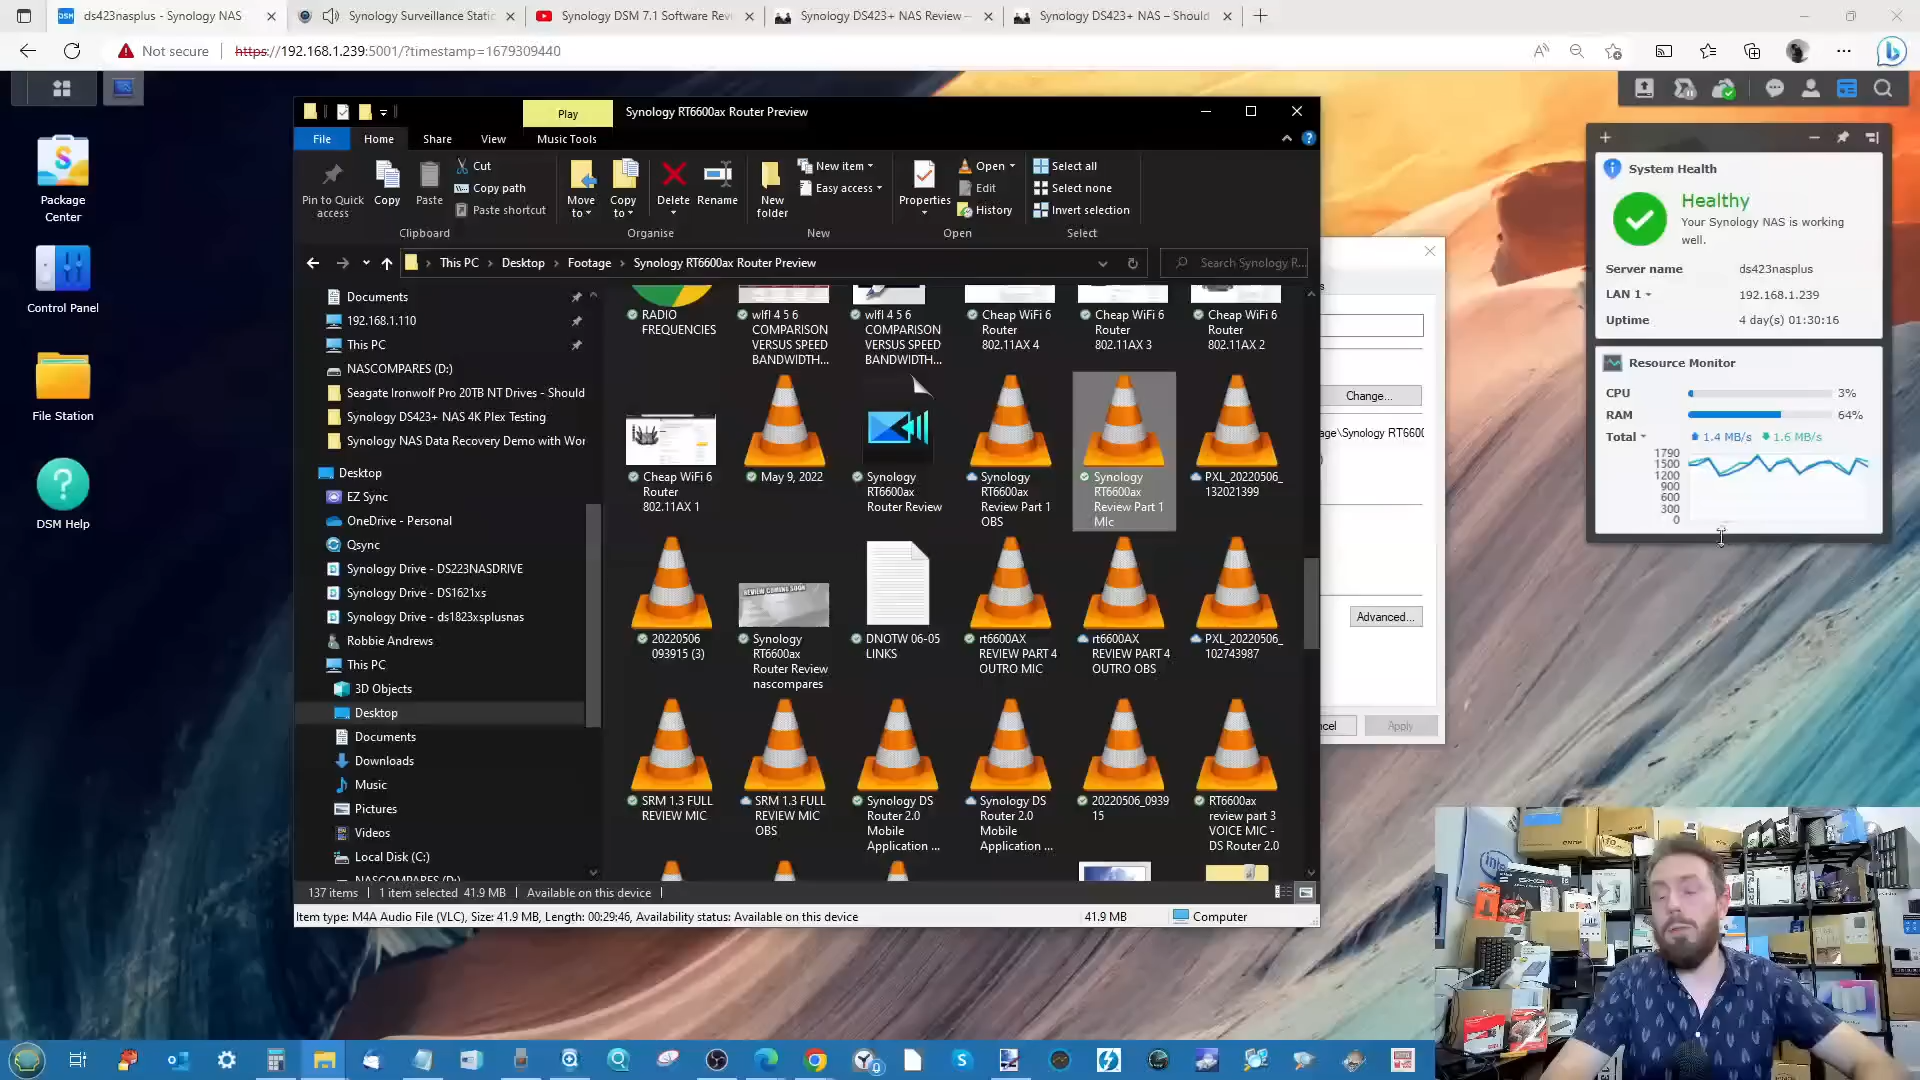 ds423nasplus - Synology NAS
Synology Surveillance Static
Synology DSM 7.1 Software Rev
Synology DS423+ NAS Review –
Synology DS423+ NAS – Should
Not secure
https://192.168.1.239:5001/?timestamp=1679309440
Package
Center
Control Panel
File Station
DSM Help
Play
Synology RT6600ax Router Preview
File
Home
Share
View
Music Tools
Pin to Quick
access
Copy
Paste
Cut
Copy path
Paste shortcut
Clipboard
Move
to
Copy
to
Delete
Rename
Organise
New
folder
New item
Easy access
New
Properties
Open
Edit
History
Open
Select all
Select none
Invert selection
Select
This PC
Desktop
Footage
Synology RT6600ax Router Preview
Search Synology R...
Documents
192.168.1.110
This PC
NASCOMPARES (D:)
Seagate Ironwolf Pro 20TB NT Drives - Should
Synology DS423+ NAS 4K Plex Testing
Synology NAS Data Recovery Demo with Wor
Desktop
EZ Sync
OneDrive - Personal
Qsync
Synology Drive - DS223NASDRIVE
Synology Drive - DS1621xs
Synology Drive - ds1823xsplusnas
Robbie Andrews
This PC
3D Objects
Desktop
Documents
Downloads
Music
Pictures
Videos
Local Disk (C:)
NASCOMPARES (D:)
RADIO
FREQUENCIES
wifI 4 5 6
COMPARISON
VERSUS SPEED
BANDWIDTH...
wifI 4 5 6
COMPARISON
VERSUS SPEED
BANDWIDTH...
Cheap WiFi 6
Router
802.11AX 4
Cheap WiFi 6
Router
802.11AX 3
Cheap WiFi 6
Router
802.11AX 2
Cheap WiFi 6
Router
802.11AX 1
May 9, 2022
Synology
RT6600ax
Router Review
Synology
RT6600ax
Review Part 1
OBS
Synology
RT6600ax
Review Part 1
MIc
PXL_20220506_
132021399
20220506
093915 (3)
REVIEW COMING SOON
Synology
RT6600ax
Router Review
nascompares
DNOTW 06-05
LINKS
rt6600AX
REVIEW PART 4
OUTRO MIC
rt6600AX
REVIEW PART 4
OUTRO OBS
PXL_20220506_
102743987
SRM 1.3 FULL
REVIEW MIC
SRM 1.3 FULL
REVIEW MIC
OBS
Synology DS
Router 2.0
Mobile
Application ...
Synology DS
Router 2.0
Mobile
Application ...
20220506_0939
15
RT6600ax
review part 3
VOICE MIC -
DS Router 2.0
137 items
1 item selected 41.9 MB
Available on this device
Item type: M4A Audio File (VLC), Size: 41.9 MB, Length: 00:29:46, Availability status: Available on this device
41.9 MB
Computer
s
Change...
age\Synology RT660(
)
Advanced...
ncel
Apply
System Health
Healthy
Your Synology NAS is working
well.
Server name
ds423nasplus
LAN 1
192.168.1.239
Uptime
4 day(s) 01:30:16
Resource Monitor
CPU
3%
RAM
64%
Total
1.4 MB/s
1.6 MB/s
1790
1500
1200
900
600
300
0
intel